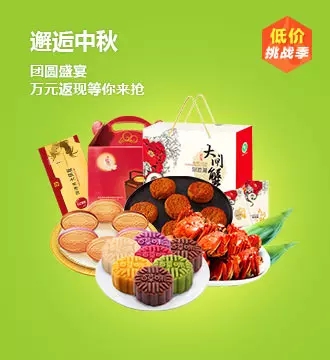 邂逅中秋
团圆盛宴
万元返现等你来抢
低价
挑战季
大闸蟹